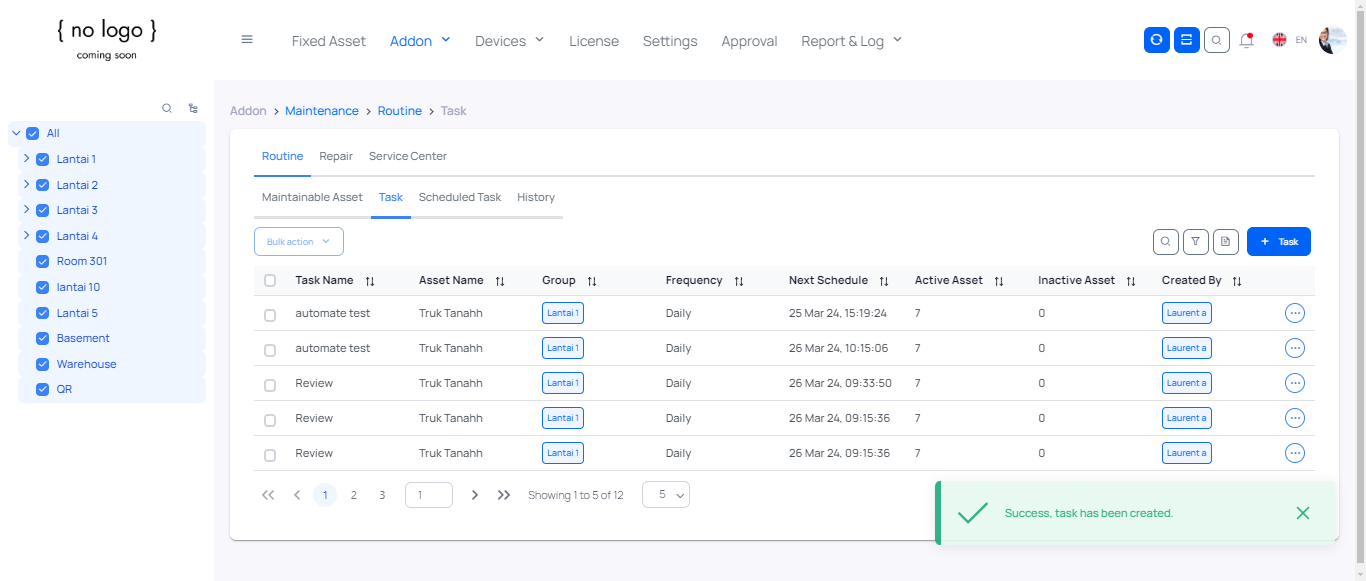 { no logo }
coming soon
Fixed Asset Addon Devices License Settings Approval Report & Log EN
Addon > Maintenance > Routine > Task
All
Lantai 1
Lantai 2
Lantai 3
Lantai 4
Room 301
lantai 10
Lantai 5
Basement
Warehouse
QR
Routine Repair Service Center
Maintainable Asset Task Scheduled Task History
Bulk action
+ Task
Task Name Asset Name Group Frequency Next Schedule Active Asset Inactive Asset Created By
automate test Truk Tanahh Lantai 1 Daily 25 Mar 24, 15:19:24 7 0 Laurent a
automate test Truk Tanahh Lantai 1 Daily 26 Mar 24, 10:15:06 7 0 Laurent a
Review Truk Tanahh Lantai 1 Daily 26 Mar 24, 09:33:50 7 0 Laurent a
Review Truk Tanahh Lantai 1 Daily 26 Mar 24, 09:15:36 7 0 Laurent a
Review Truk Tanahh Lantai 1 Daily 26 Mar 24, 09:15:36 7 0 Laurent a
1 2 3 1 Showing 1 to 5 of 12 5
Success, task has been created.